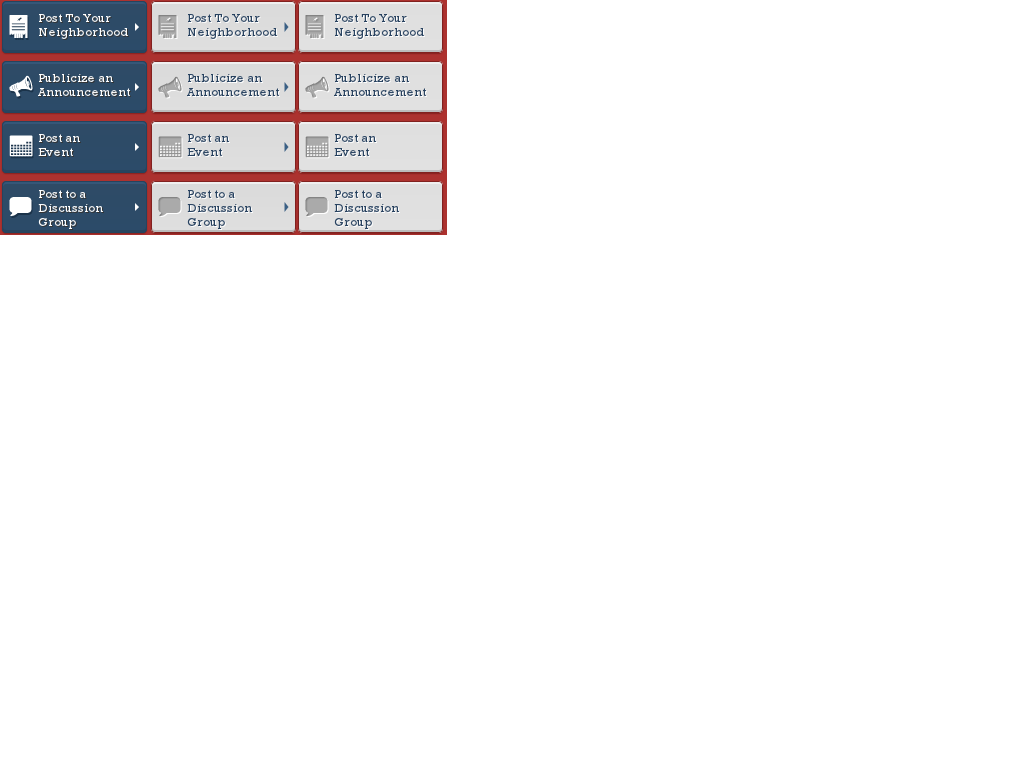 Post To Your
Neighborhood
Post To Your
Neighborhood
Post To Your
Neighborhood
Publicize an
Announcement
Publicize an
Announcement
Publicize an
Announcement
Post an
Event
Post an
Event
Post an
Event
Post to a
Discussion
Group
Post to a
Discussion
Group
Post to a
Discussion
Group